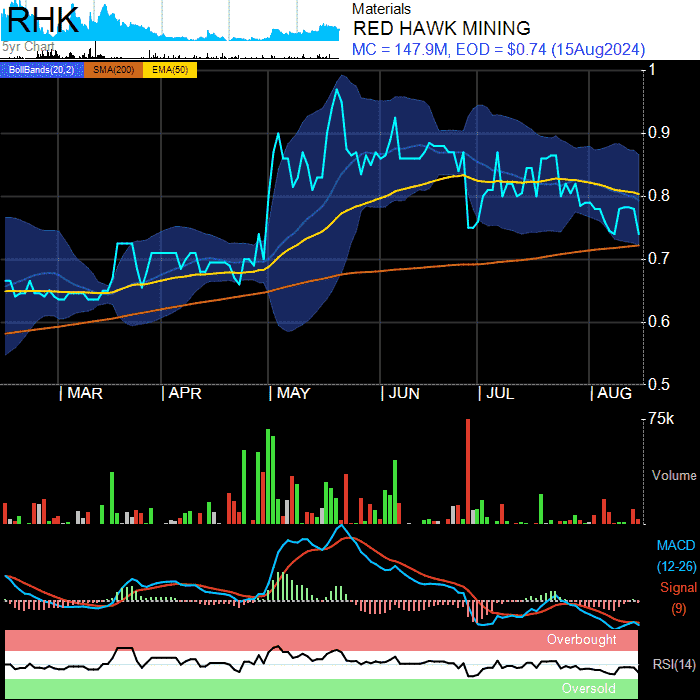 RHK
5yr Chart
Materials
RED HAWK MINING
MC = 147.9M, EOD = $0.74 (15Aug2024)
BollBands(20,2) SMA(200) EMA(50)
1
0.9
0.8
0.7
0.6
0.5
MAR APR MAY JUN JUL AUG
75k
Volume
MACD
(12-26)
Signal
(9)
Overbought
RSI(14)
Oversold